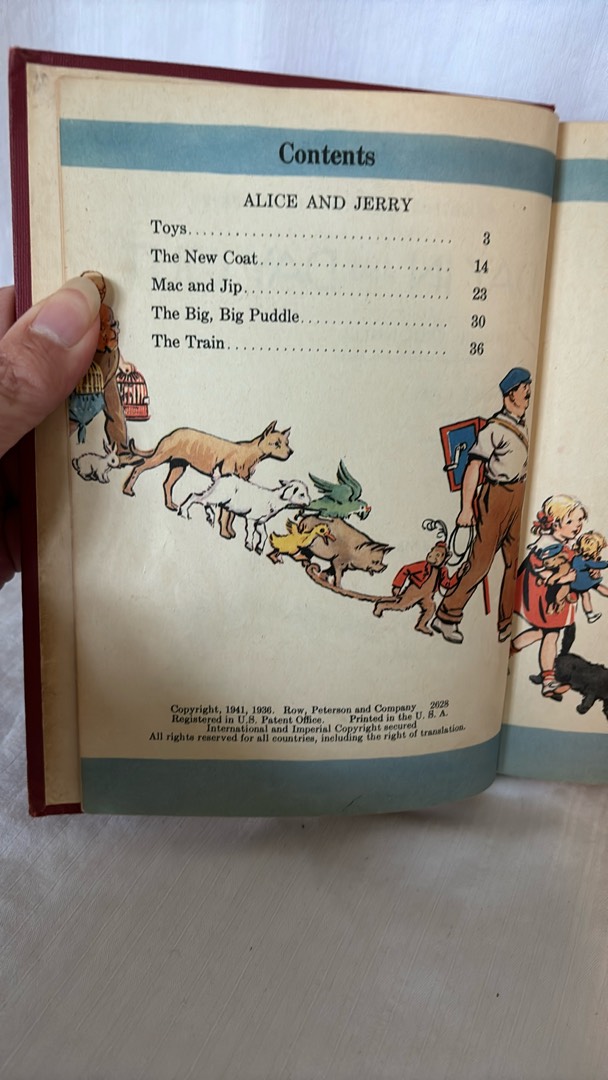 Contents
ALICE AND JERRY
Toys................................. 3
The New Coat........................ 14
Mac and Jip.......................... 23
The Big, Big Puddle.................. 30
The Train............................ 36
Copyright, 1941, 1936. Row, Peterson and Company 2628
Registered in U.S. Patent Office. Printed in the U. S. A.
International and Imperial Copyright secured
All rights reserved for all countries, including the right of translation.